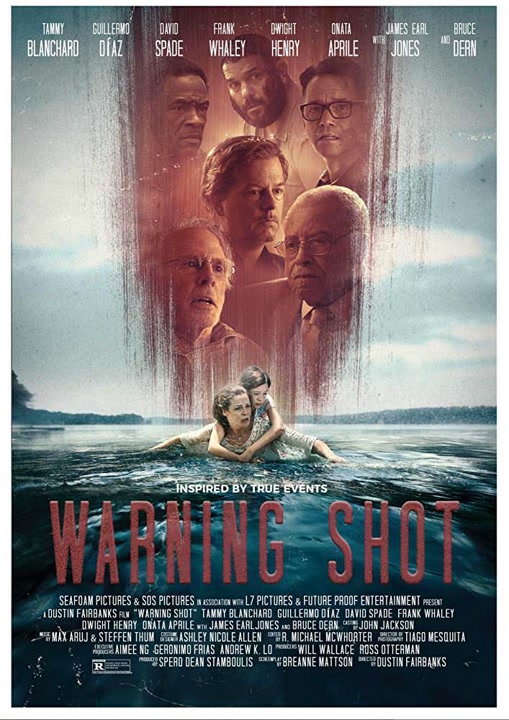 TAMMY BLANCHARD GUILLERMO DÍAZ DAVID SPADE FRANK WHALEY DWIGHT HENRY ONATA APRILE WITH JAMES EARL JONES AND BRUCE DERN
INSPIRED BY TRUE EVENTS
WARNING SHOT
SEAFOAM PICTURES & SDS PICTURES IN ASSOCIATION WITH L7 PICTURES & FUTURE PROOF ENTERTAINMENT PRESENT
A DUSTIN FAIRBANKS FILM "WARNING SHOT" TAMMY BLANCHARD GUILLERMO DÍAZ DAVID SPADE FRANK WHALEY
DWIGHT HENRY ONATA APRILE WITH JAMES EARL JONES AND BRUCE DERN CASTING BY JOHN JACKSON
MUSIC BY MAX ARUJ & STEFFEN THUM COSTUME DESIGNER ASHLEY NICOLE ALLEN EDITED BY R. MICHAEL MCWHORTER DIRECTOR OF PHOTOGRAPHY TIAGO MESQUITA
EXECUTIVE PRODUCERS AIMEE NG GERONIMO FRIAS ANDREW K. LO PRODUCERS WILL WALLACE ROSS OTTERMAN
PRODUCED BY SPERO DEAN STAMBOULIS SCREENPLAY BY BREANNE MATTSON DIRECTED BY DUSTIN FAIRBANKS
R